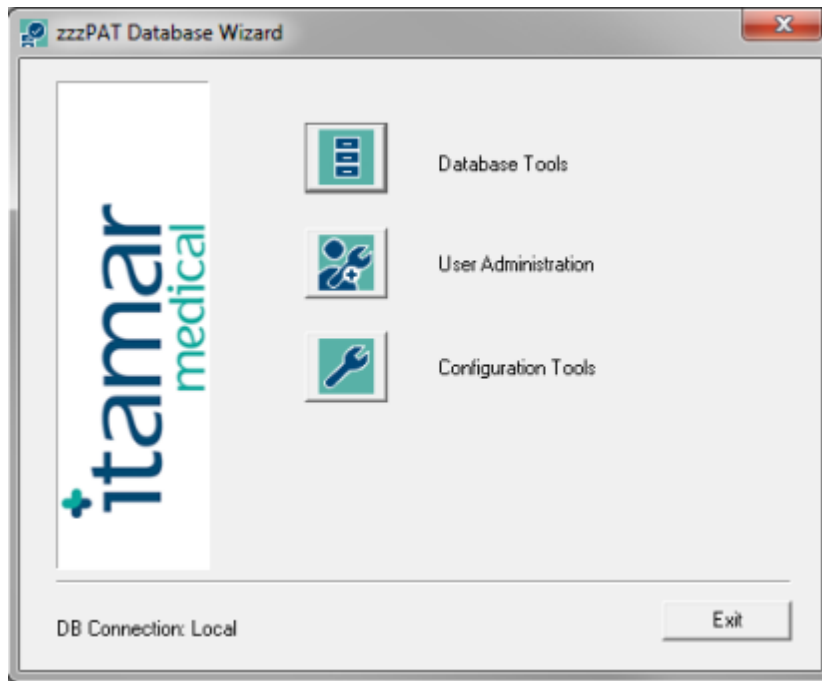 zzzPAT Database Wizard
itamar
medical
Database Tools
User Administration
Configuration Tools
DB Connection: Local
Exit